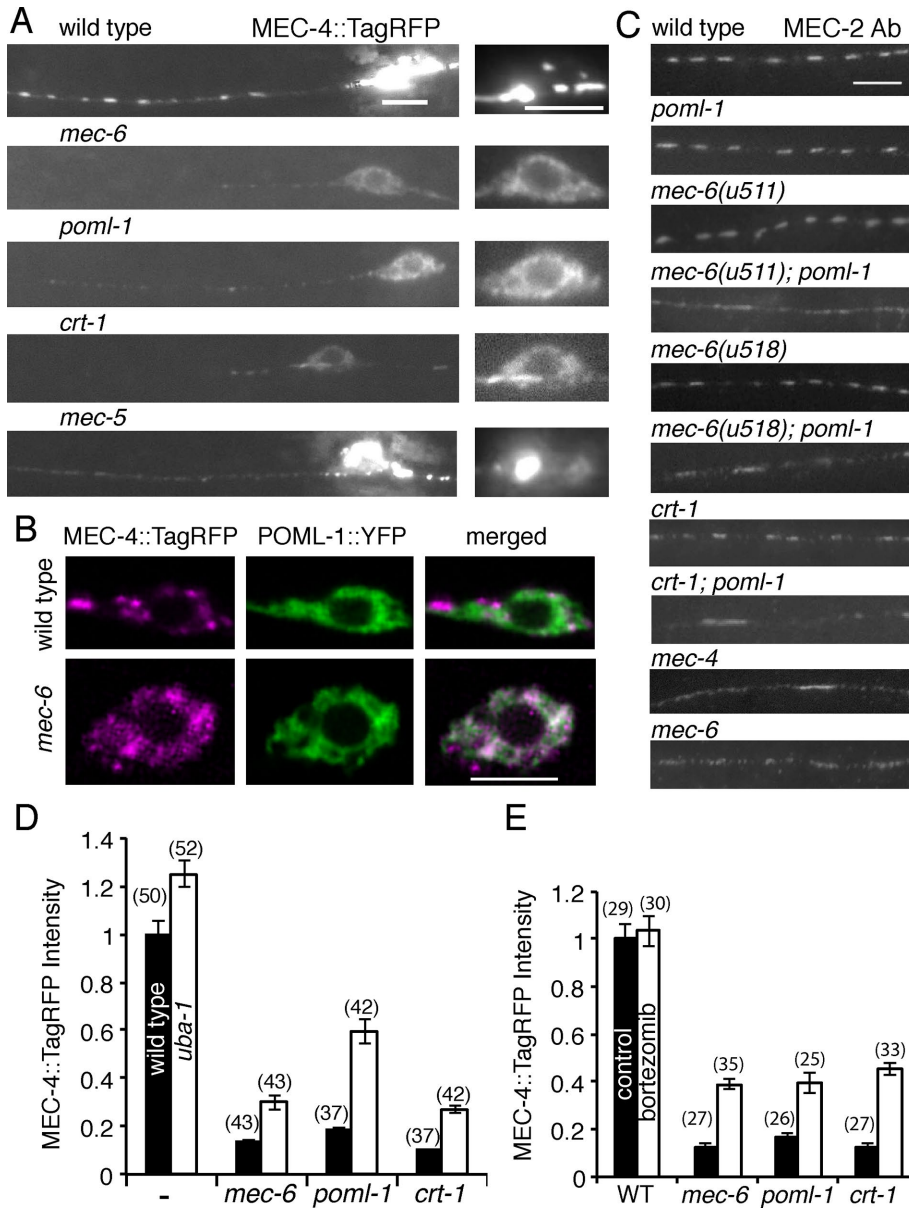 A
wild type MEC-4::TagRFP
mec-6
poml-1
crt-1
mec-5
B
MEC-4::TagRFP POML-1::YFP merged
wild type
mec-6
C
wild type MEC-2 Ab
poml-1
mec-6(u511)
mec-6(u511); poml-1
mec-6(u518)
mec-6(u518); poml-1
crt-1
crt-1; poml-1
mec-4
mec-6
D
MEC-4::TagRFP Intensity
1.4
1.2
1
0.8
0.6
0.4
0.2
0
(50)
(52)
(43)
(43)
(37)
(42)
(37)
(42)
wild type
uba-1
- mec-6 poml-1 crt-1
E
MEC-4::TagRFP Intensity
1.2
1
0.8
0.6
0.4
0.2
0
(29)
(30)
(27)
(35)
(26)
(25)
(27)
(33)
control
bortezomib
WT mec-6 poml-1 crt-1